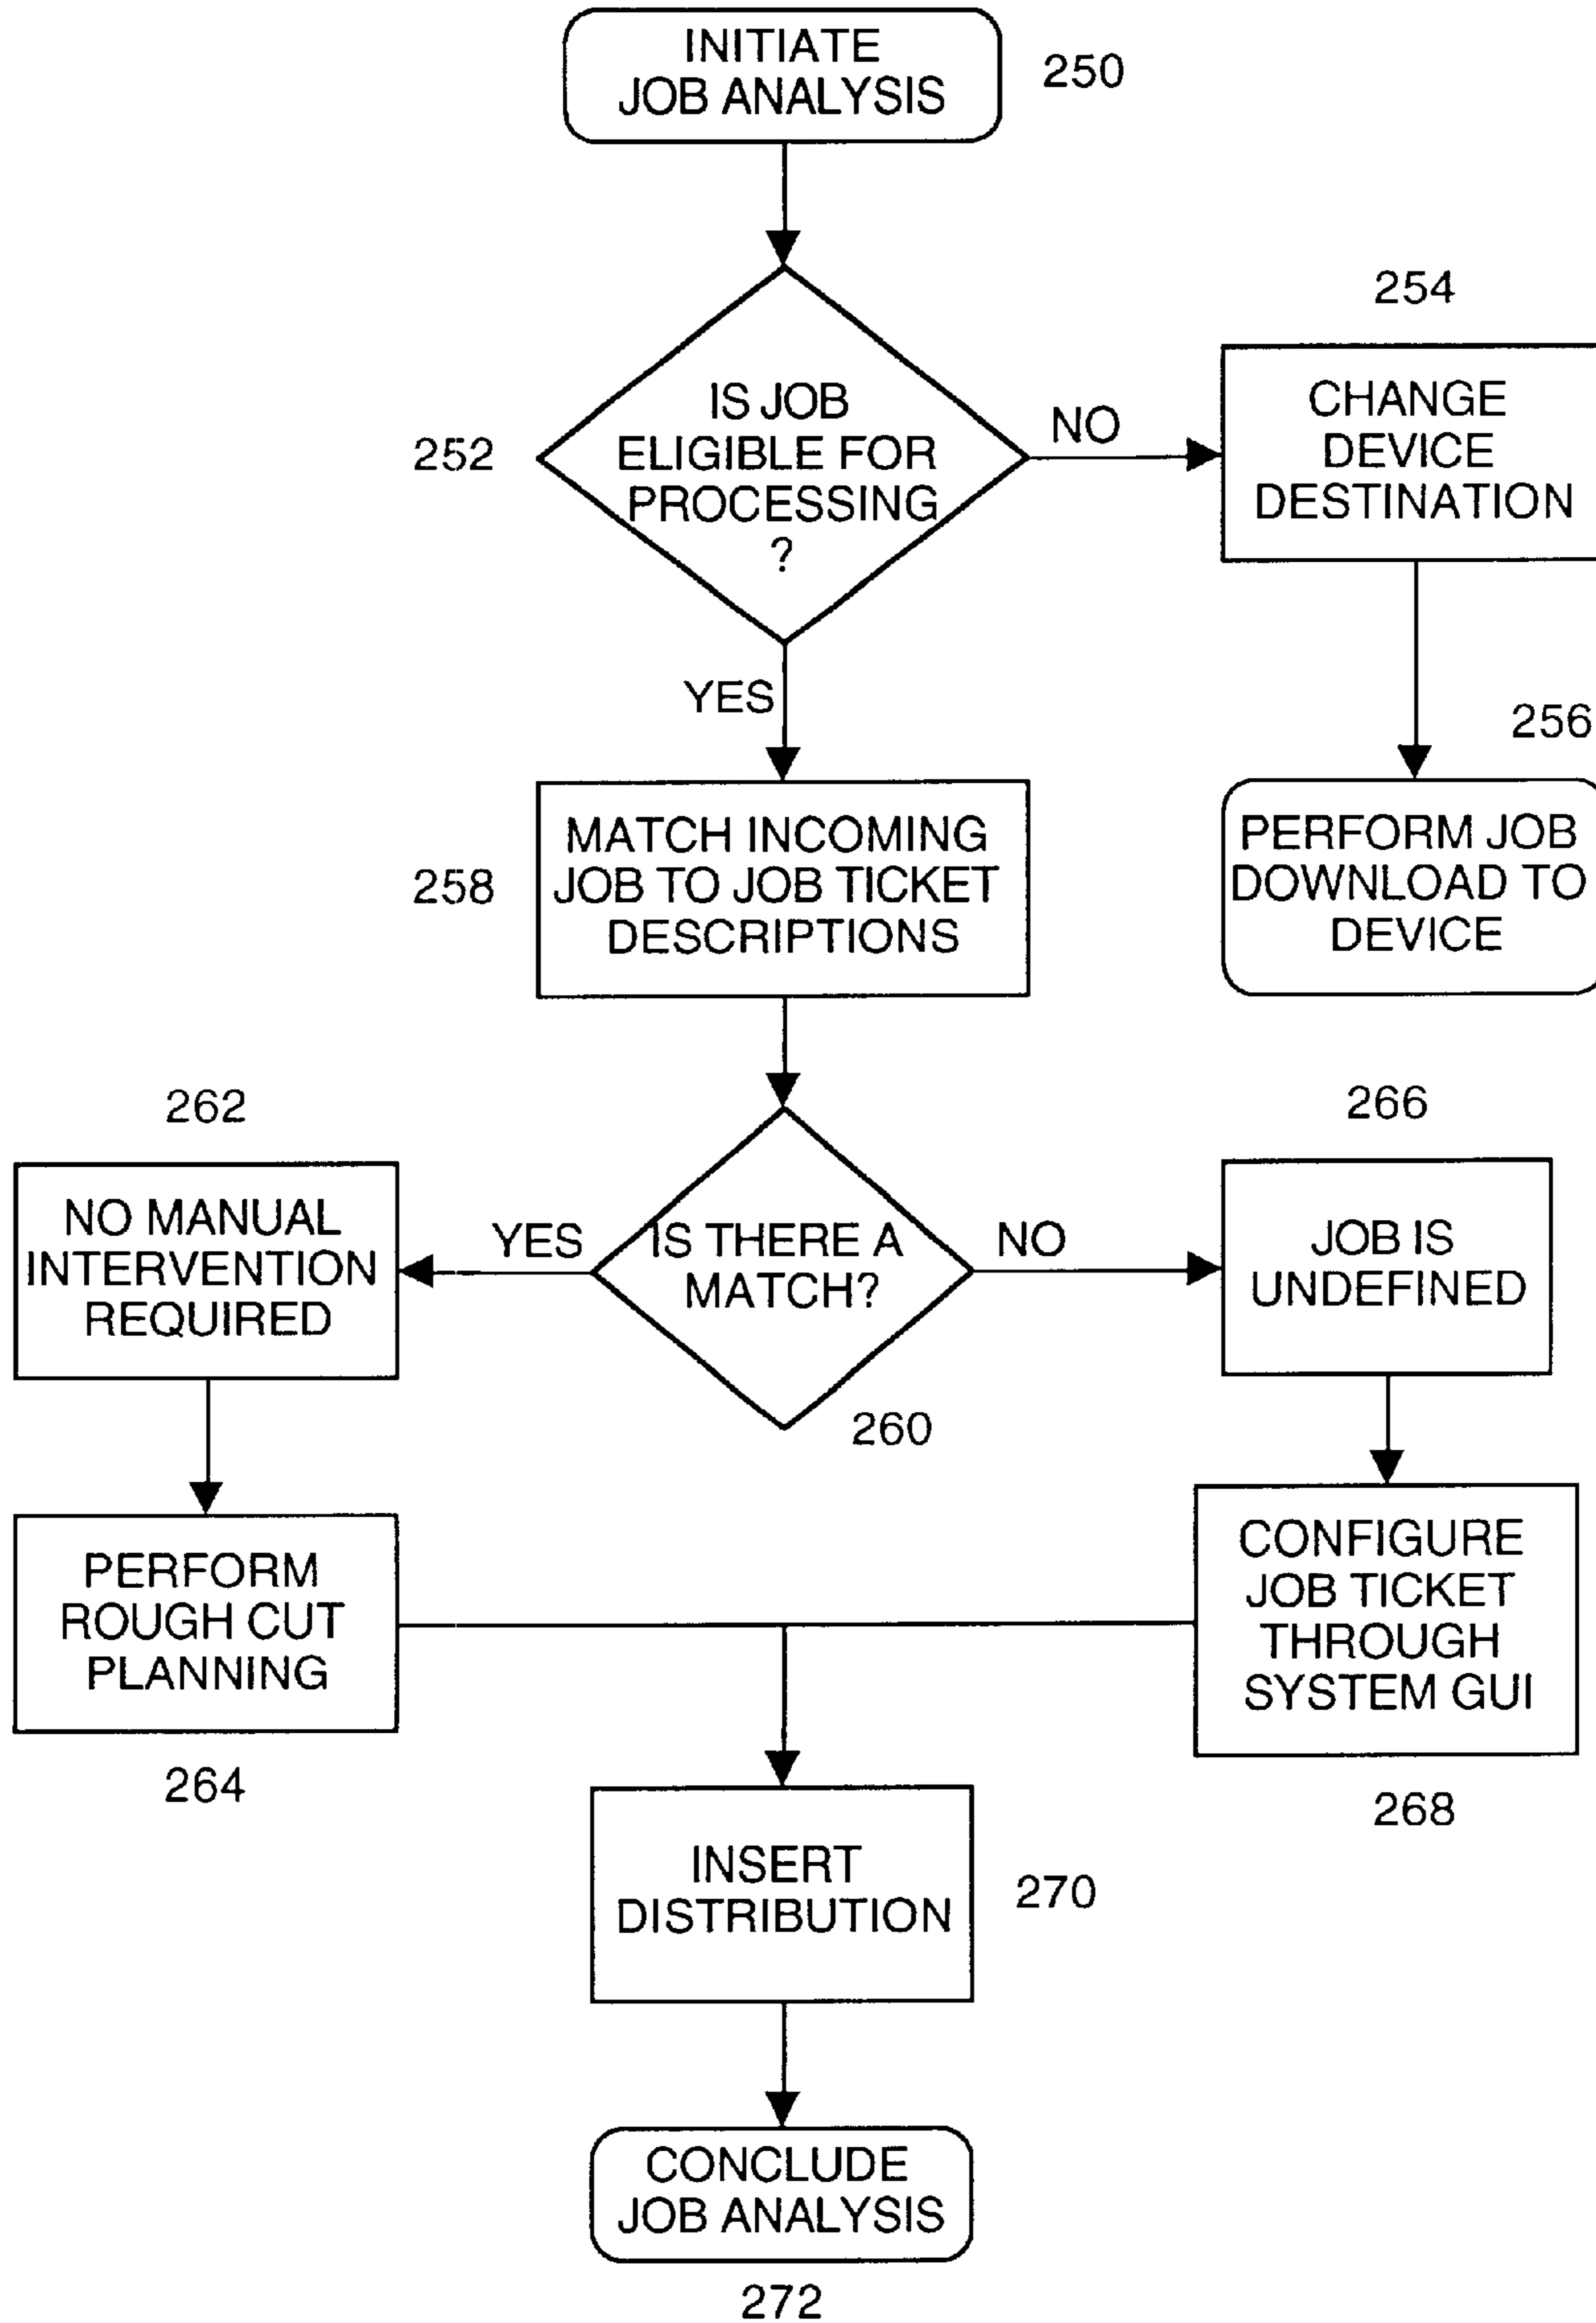 INITIATE
JOB ANALYSIS
250
254
252
IS JOB
ELIGIBLE FOR
PROCESSING
?
NO
CHANGE
DEVICE
DESTINATION
YES
256
258
MATCH INCOMING
JOB TO JOB TICKET
DESCRIPTIONS
PERFORM JOB
DOWNLOAD TO
DEVICE
262
266
NO MANUAL
INTERVENTION
REQUIRED
YES
IS THERE A
MATCH?
NO
JOB IS
UNDEFINED
260
PERFORM
ROUGH CUT
PLANNING
264
CONFIGURE
JOB TICKET
THROUGH
SYSTEM GUI
268
INSERT
DISTRIBUTION
270
CONCLUDE
JOB ANALYSIS
272